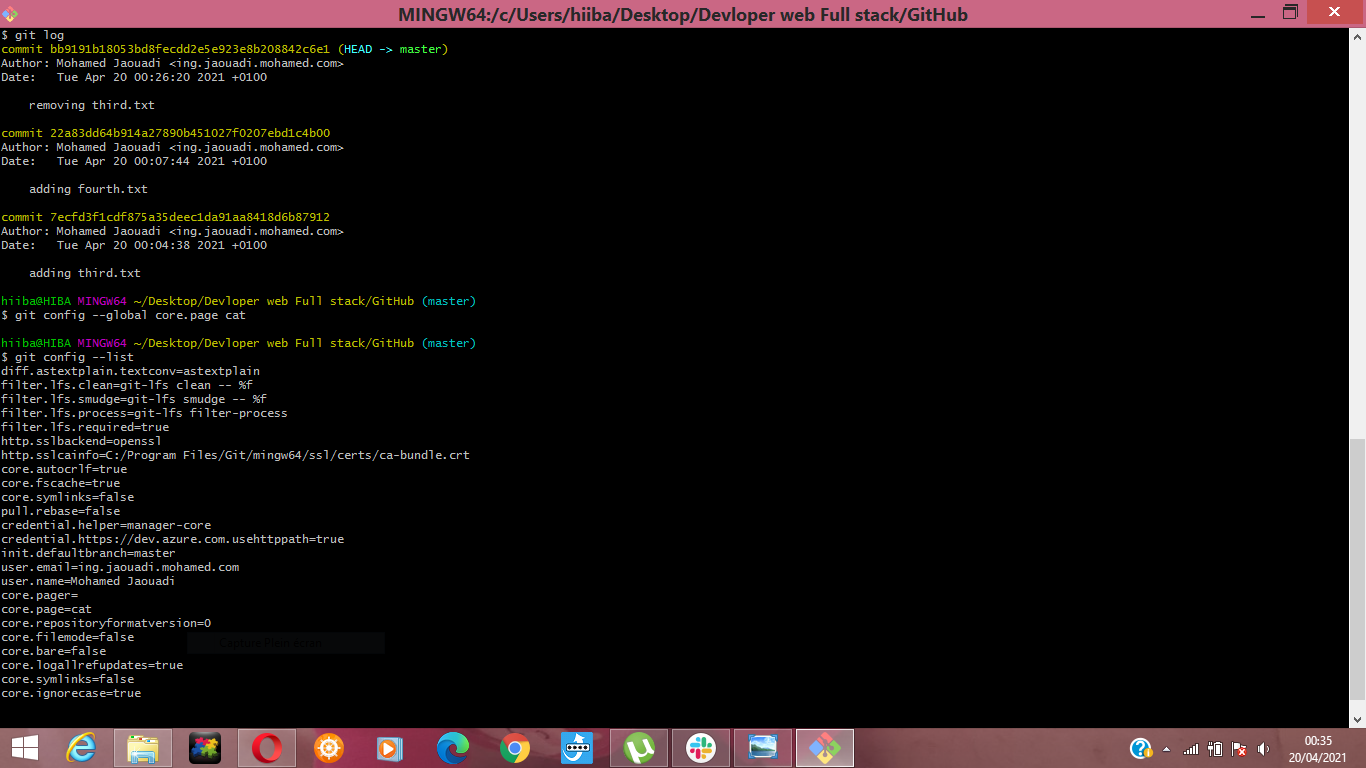 MINGW64:/c/Users/hiiba/Desktop/Devloper web Full stack/GitHub
$ git log
commit bb9191b18053bd8fecdd2e5e923e8b208842c6e1 (HEAD -> master)
Author: Mohamed Jaouadi <ing.jaouadi.mohamed.com>
Date:   Tue Apr 20 00:26:20 2021 +0100
    removing third.txt
commit 22a83dd64b914a27890b451027f0207ebd1c4b00
Author: Mohamed Jaouadi <ing.jaouadi.mohamed.com>
Date:   Tue Apr 20 00:07:44 2021 +0100
    adding fourth.txt
commit 7ecfd3f1cdf875a35deec1da91aa8418d6b87912
Author: Mohamed Jaouadi <ing.jaouadi.mohamed.com>
Date:   Tue Apr 20 00:04:38 2021 +0100
    adding third.txt
hiiba@HIBA MINGW64 ~/Desktop/Devloper web Full stack/GitHub (master)
$ git config --global core.page cat
hiiba@HIBA MINGW64 ~/Desktop/Devloper web Full stack/GitHub (master)
$ git config --list
diff.astextplain.textconv=astextplain
filter.lfs.clean=git-lfs clean -- %f
filter.lfs.smudge=git-lfs smudge -- %f
filter.lfs.process=git-lfs filter-process
filter.lfs.required=true
http.sslbackend=openssl
http.sslcainfo=C:/Program Files/Git/mingw64/ssl/certs/ca-bundle.crt
core.autocrlf=true
core.fscache=true
core.symlinks=false
pull.rebase=false
credential.helper=manager-core
credential.https://dev.azure.com.usehttppath=true
init.defaultbranch=master
user.email=ing.jaouadi.mohamed.com
user.name=Mohamed Jaouadi
core.pager=
core.page=cat
core.repositoryformatversion=0
core.filemode=false
core.bare=false
core.logallrefupdates=true
core.symlinks=false
core.ignorecase=true
00:35
20/04/2021